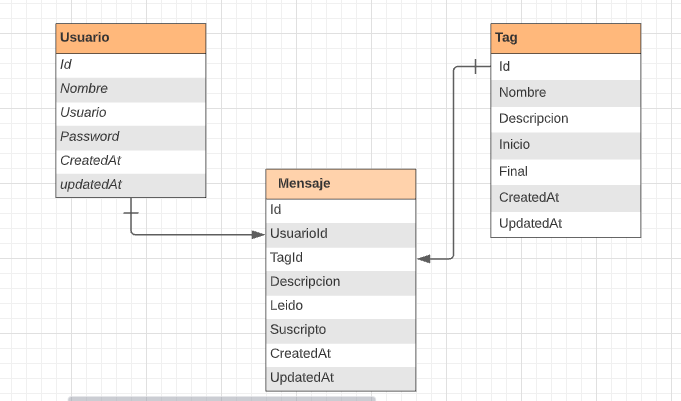 Usuario
Id
Nombre
Usuario
Password
CreatedAt
updatedAt
Tag
Id
Nombre
Descripcion
Inicio
Final
CreatedAt
UpdatedAt
Mensaje
Id
UsuarioId
TagId
Descripcion
Leido
Suscripto
CreatedAt
UpdatedAt